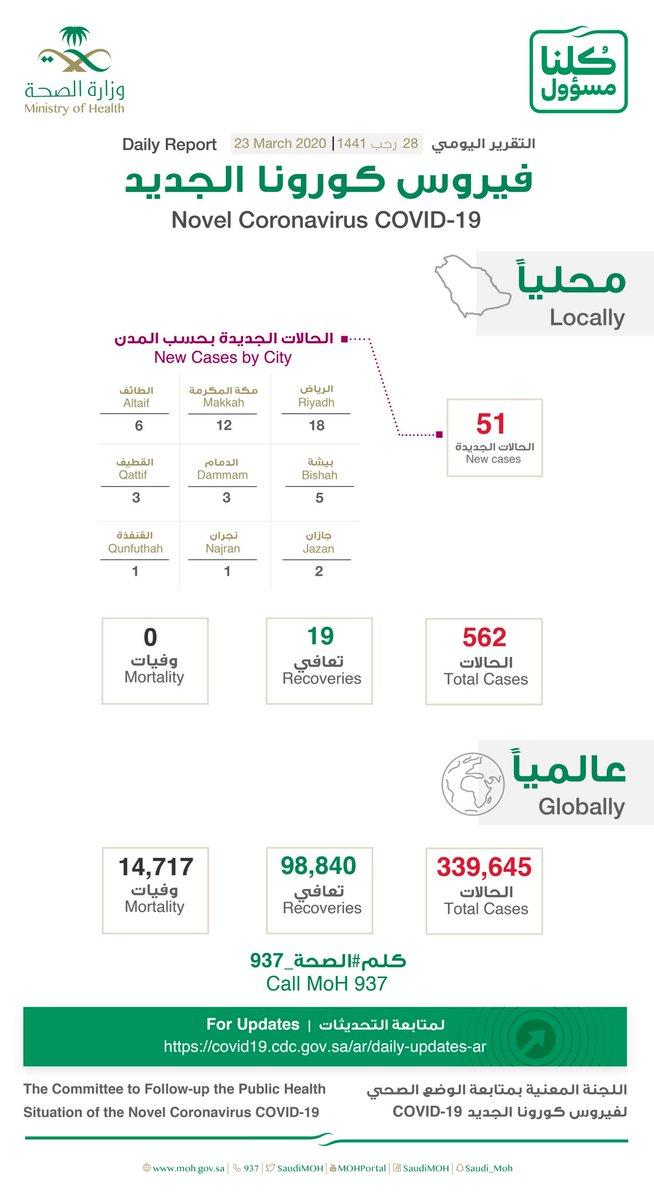 وزارة الصحة
Ministry of Health
كلنا
مسؤول
Daily Report 23 March 2020 | 28 رجب 1441 التقرير اليومي
فيروس كورونا الجديد
Novel Coronavirus COVID-19
محلياً
Locally
الحالات الجديدة بحسب المدن
New Cases by City
الرياض
Riyadh
18
مكة المكرمة
Makkah
12
الطائف
Altaif
6
بيشة
Bishah
5
الدمام
Dammam
3
القطيف
Qattif
3
جازان
Jazan
2
نجران
Najran
1
القنفذة
Qunfuthah
1
51
الحالات الجديدة
New cases
562
الحالات
Total Cases
19
تعافي
Recoveries
0
وفيات
Mortality
عالمياً
Globally
339,645
الحالات
Total Cases
98,840
تعافي
Recoveries
14,717
وفيات
Mortality
كلم#الصحة_937
Call MoH 937
For Updates | لمتابعة التحديثات
https://covid19.cdc.gov.sa/ar/daily-updates-ar
اللجنة المعنية بمتابعة الوضع الصحي
لفيروس كورونا الجديد COVID-19
The Committee to Follow-up the Public Health
Situation of the Novel Coronavirus COVID-19
www.moh.gov.sa | 937 | SaudiMOH | MOHPortal | SaudiMOH | Saudi_Moh